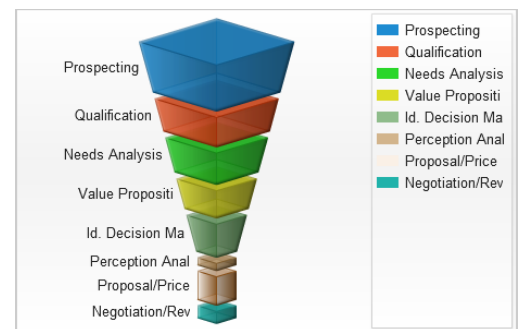 Prospecting
Qualification
Needs Analysis
Value Propositi
Id. Decision Ma
Perception Anal
Proposal/Price
Negotiation/Rev
Prospecting
Qualification
Needs Analysis
Value Propositi
Id. Decision Ma
Perception Anal
Proposal/Price
Negotiation/Rev